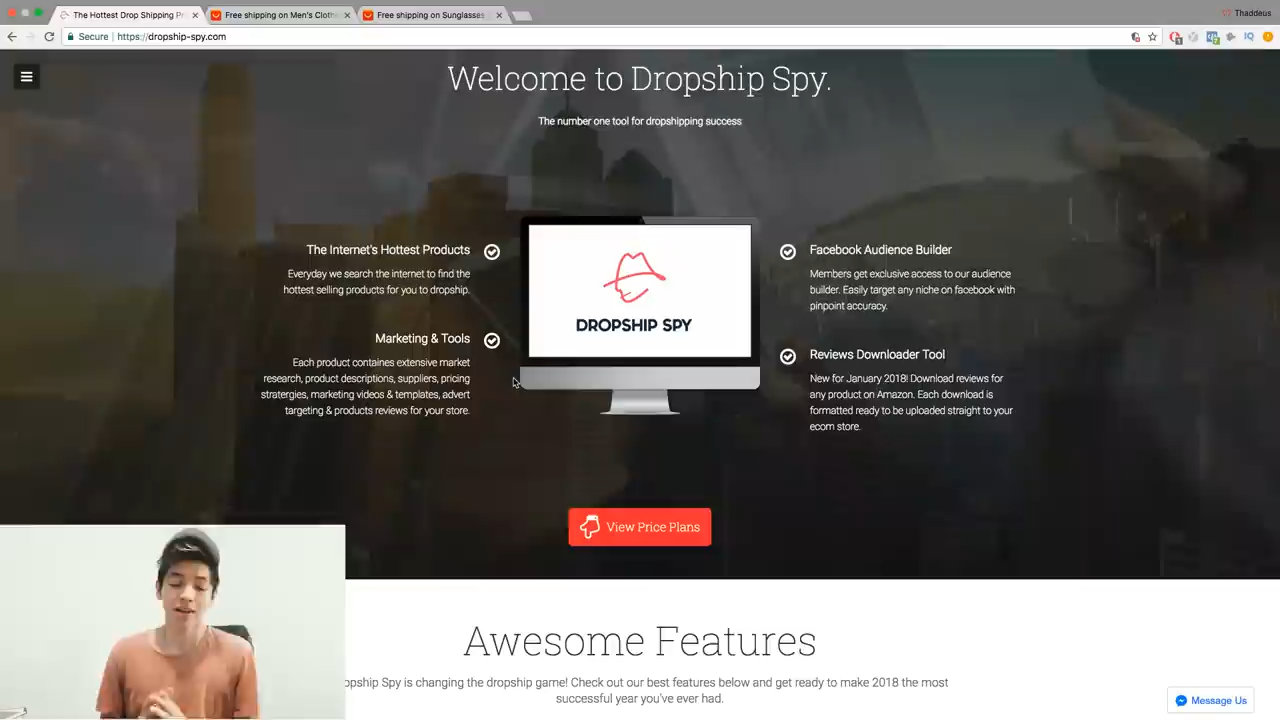 The Hottest Drop Shipping Pr
Free shipping on Men's Cloth
Free shipping on Sunglasses
Thaddeus
Secure | https://dropship-spy.com
Welcome to Dropship Spy.
The number one tool for dropshipping success
The Internet's Hottest Products
Everyday we search the internet to find the
hottest selling products for you to dropship.
Marketing & Tools
Each product containes extensive market
research, product descriptions, suppliers, pricing
strategies, marketing videos & templates, advert
targeting & products reviews for your store.
DROPSHIP SPY
Facebook Audience Builder
Members get exclusive access to our audience
builder. Easily target any niche on facebook with
pinpoint accuracy.
Reviews Downloader Tool
New for January 2018! Download reviews for
any product on Amazon. Each download is
formatted ready to be uploaded straight to your
ecom store.
View Price Plans
Awesome Features
opship Spy is changing the dropship game! Check out our best features below and get ready to make 2018 the most
successful year you've ever had.
Message Us